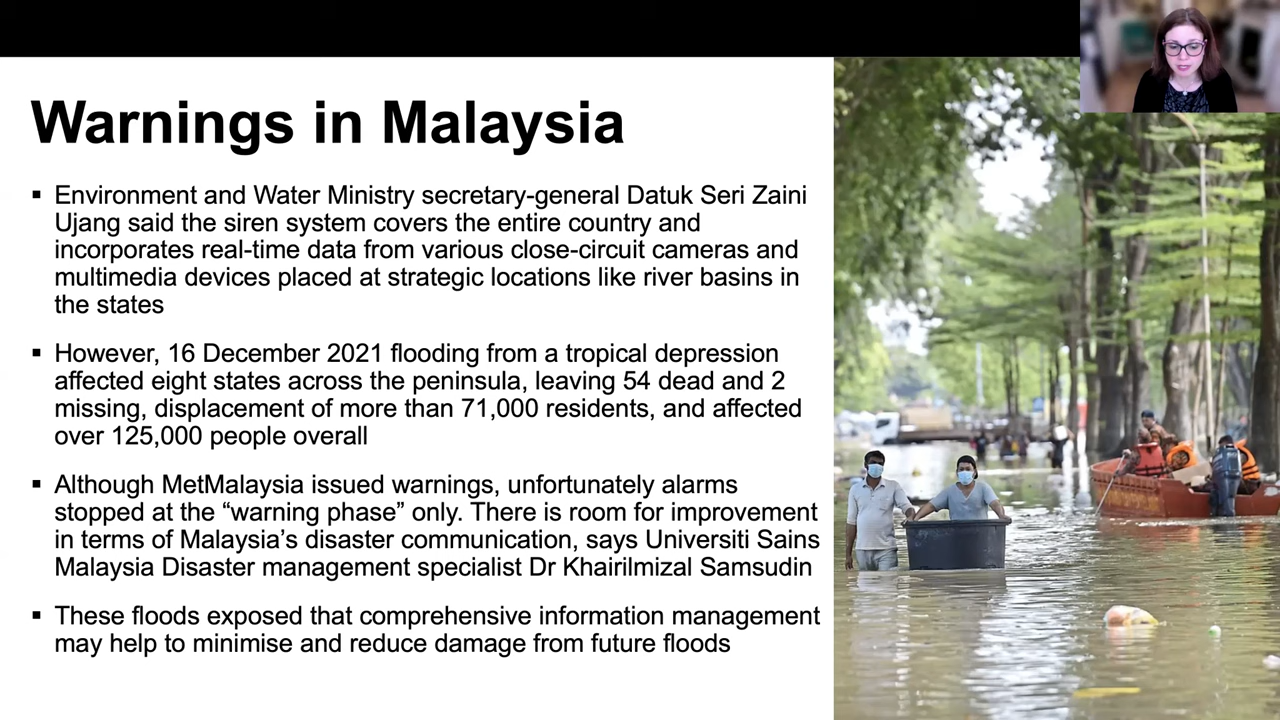 Warnings in Malaysia
▪ Environment and Water Ministry secretary-general Datuk Seri Zaini
Ujang said the siren system covers the entire country and
incorporates real-time data from various close-circuit cameras and
multimedia devices placed at strategic locations like river basins in
the states
▪ However, 16 December 2021 flooding from a tropical depression
affected eight states across the peninsula, leaving 54 dead and 2
missing, displacement of more than 71,000 residents, and affected
over 125,000 people overall
▪ Although MetMalaysia issued warnings, unfortunately alarms
stopped at the “warning phase” only. There is room for improvement
in terms of Malaysia’s disaster communication, says Universiti Sains
Malaysia Disaster management specialist Dr Khairilmizal Samsudin
▪ These floods exposed that comprehensive information management
may help to minimise and reduce damage from future floods